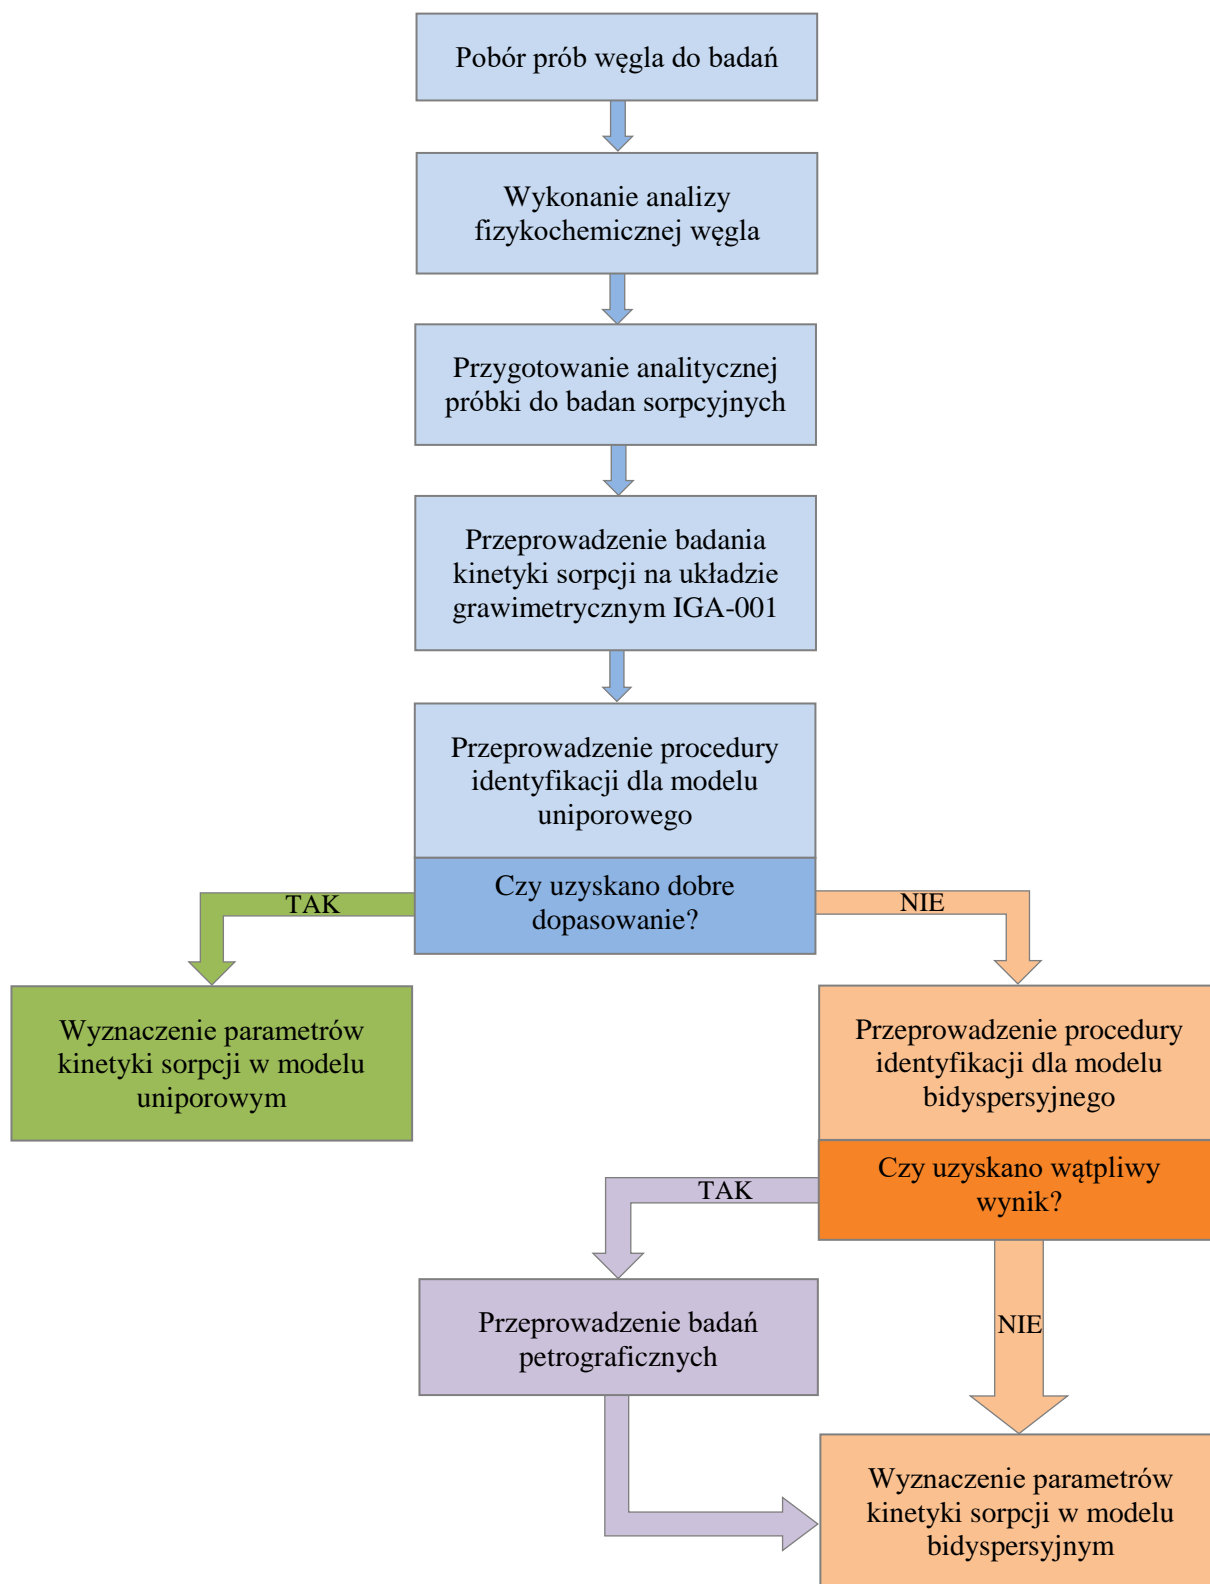 Pobór prób węgla do badań
Wykonanie analizy
fizykochemicznej węgla
Przygotowanie analitycznej
próbki do badan sorpcyjnych
Przeprowadzenie badania
kinetyki sorpcji na układzie
grawimetrycznym IGA-001
Przeprowadzenie procedury
identyfikacji dla modelu
uniporowego
Czy uzyskano dobre
dopasowanie?
TAK
NIE
Wyznaczenie parametrów
kinetyki sorpcji w modelu
uniporowym
Przeprowadzenie procedury
identyfikacji dla modelu
bidyspersyjnego
Czy uzyskano wątpliwy
wynik?
TAK
NIE
Przeprowadzenie badań
petrograficznych
Wyznaczenie parametrów
kinetyki sorpcji w modelu
bidyspersyjnym